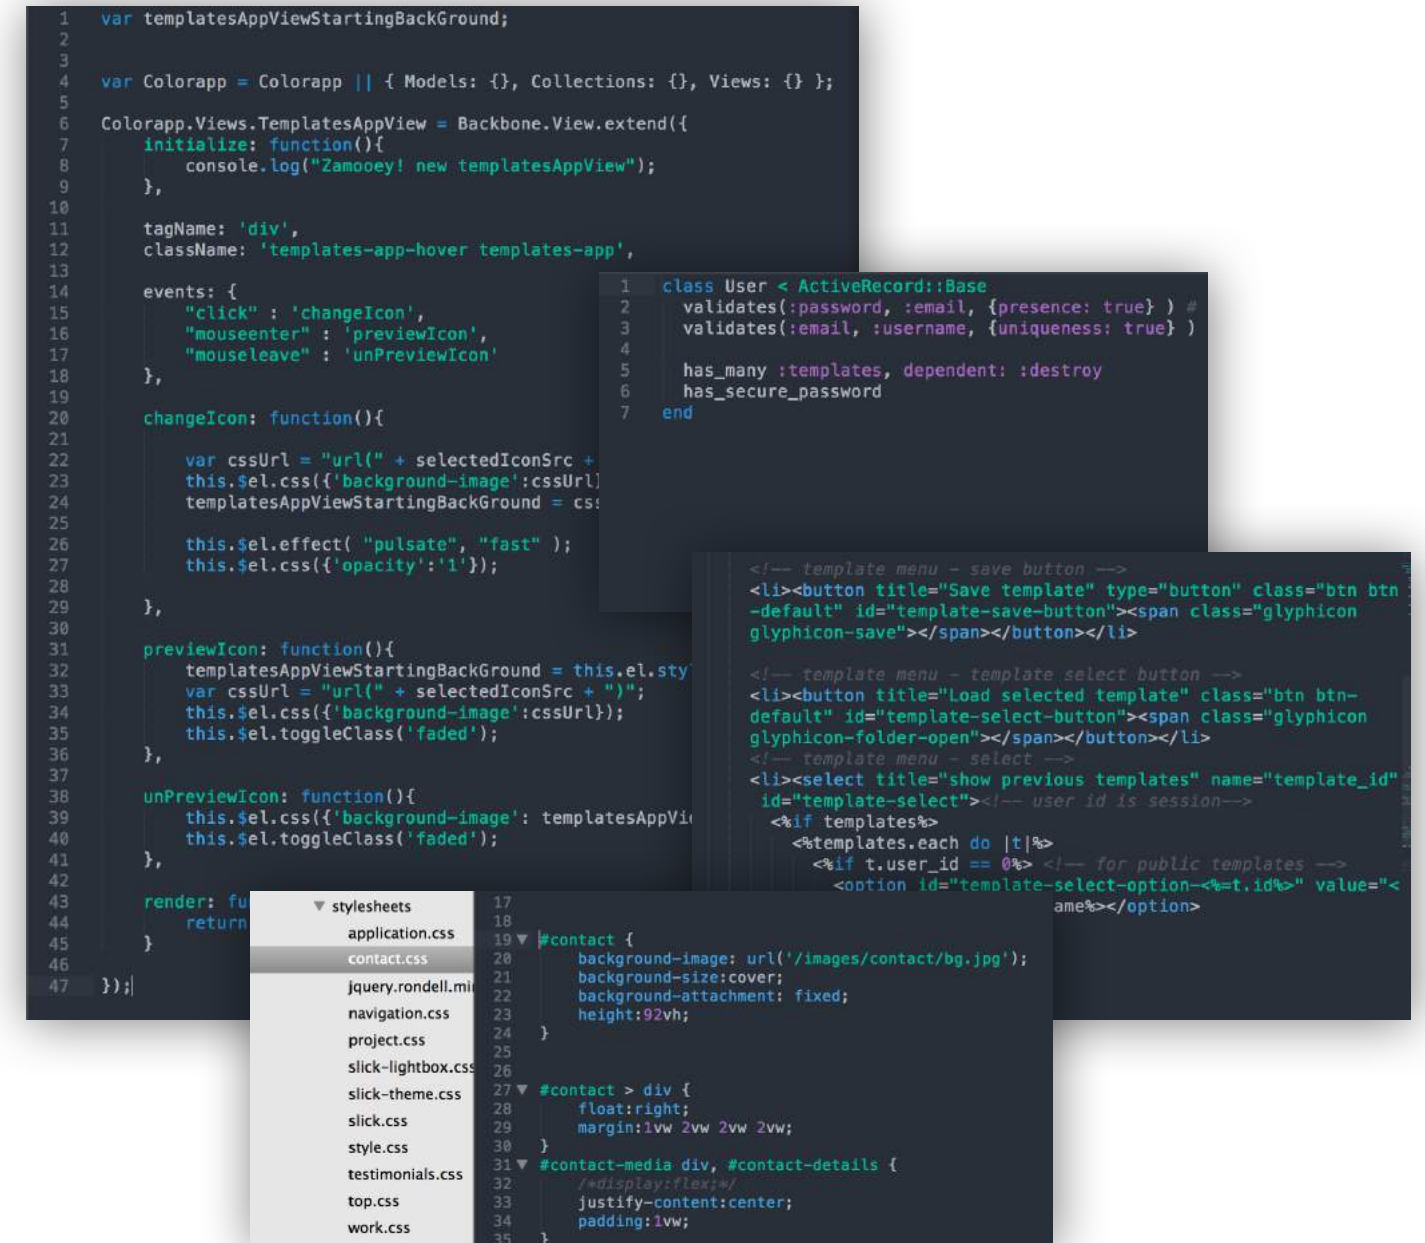 1 var templatesAppViewStartingBackGround;
2
3
4 var Colorapp = Colorapp || { Models: {}, Collections: {}, Views: {} };
5
6 Colorapp.Views.TemplatesAppView = Backbone.View.extend({
7 initialize: function(){
8 console.log("Zamooey! new templatesAppView");
9 },
10
11 tagName: 'div',
12 className: 'templates-app-hover templates-app',
13
14 events: {
15 "click" : 'changeIcon',
16 "mouseenter" : 'previewIcon',
17 "mouseleave" : 'unPreviewIcon'
18 },
19
20 changeIcon: function(){
21
22 var cssUrl = "url(" + selectedIconSrc +
23 this.$el.css({'background-image':cssUrl}
24 templatesAppViewStartingBackGround = css
25
26 this.$el.effect( "pulsate", "fast" );
27 this.$el.css({'opacity':'1'});
28
29 },
30
31 previewIcon: function(){
32 templatesAppViewStartingBackGround = this.el.sty
33 var cssUrl = "url(" + selectedIconSrc + ")";
34 this.$el.css({'background-image':cssUrl});
35 this.$el.toggleClass('faded');
36 },
37
38 unPreviewIcon: function(){
39 this.$el.css({'background-image': templatesAppVie
40 this.$el.toggleClass('faded');
41 },
42
43 render: fu
44 return
45 }
46
47 });
1 class User < ActiveRecord::Base
2 validates(:password, :email, {presence: true} ) #
3 validates(:email, :username, {uniqueness: true} )
4
5 has_many :templates, dependent: :destroy
6 has_secure_password
7 end
<!-- template menu - save button -->
<li><button title="Save template" type="button" class="btn btn
-default" id="template-save-button"><span class="glyphicon
glyphicon-save"></span></button></li>
<!-- template menu - template select button -->
<li><button title="Load selected template" class="btn btn-
default" id="template-select-button"><span class="glyphicon
glyphicon-folder-open"></span></button></li>
<!-- template menu - select -->
<li><select title="show previous templates" name="template_id"
id="template-select"><!-- user id is session-->
<%if templates%>
<%templates.each do |t|%>
<%if t.user_id == 0%> <!-- for public templates -->
<option id="template-select-option-<%=t.id%>" value="<
ame%></option>
stylesheets
application.css
contact.css
jquery.rondell.mi
navigation.css
project.css
slick-lightbox.css
slick-theme.css
slick.css
style.css
testimonials.css
top.css
work.css
17
18
19 #contact {
20 background-image: url('/images/contact/bg.jpg');
21 background-size:cover;
22 background-attachment: fixed;
23 height:92vh;
24 }
25
26
27 #contact > div {
28 float:right;
29 margin:1vw 2vw 2vw 2vw;
30 }
31 #contact-media div, #contact-details {
32 /*display:flex;*/
33 justify-content:center;
34 padding:1vw;
35 }